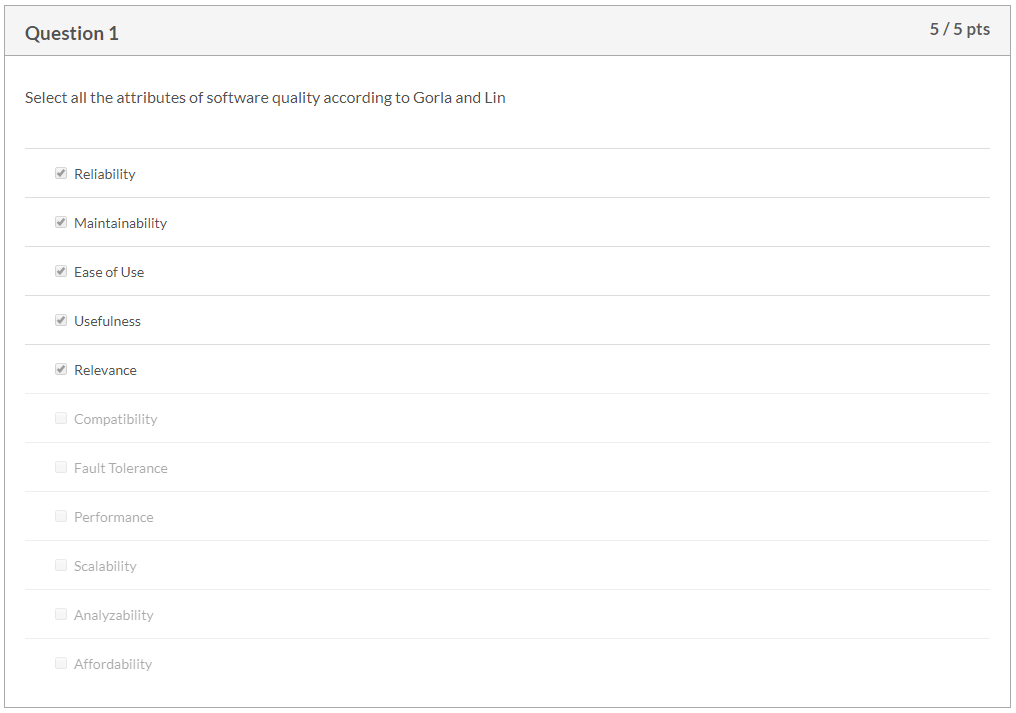 Question 1
5 / 5 pts
Select all the attributes of software quality according to Gorla and Lin
Reliability
Maintainability
Ease of Use
Usefulness
Relevance
Compatibility
Fault Tolerance
Performance
Scalability
Analyzability
Affordability